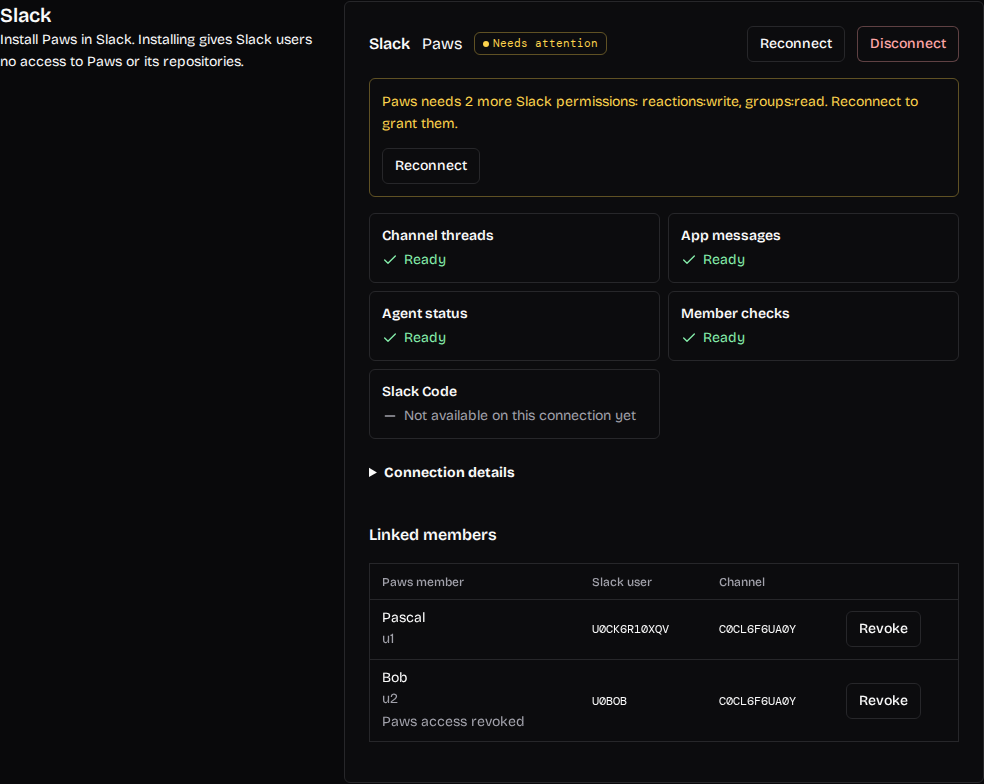 Slack
Install Paws in Slack. Installing gives Slack users
no access to Paws or its repositories.
Slack Paws Needs attention Reconnect Disconnect
Paws needs 2 more Slack permissions: reactions:write, groups:read. Reconnect to
grant them.
Reconnect
Channel threads
Ready
App messages
Ready
Agent status
Ready
Member checks
Ready
Slack Code
— Not available on this connection yet
Connection details
Linked members
Paws member Slack user Channel
Pascal
u1
U0CK6R10XQV C0CL6F6UA0Y Revoke
Bob
u2
Paws access revoked
U0BOB C0CL6F6UA0Y Revoke